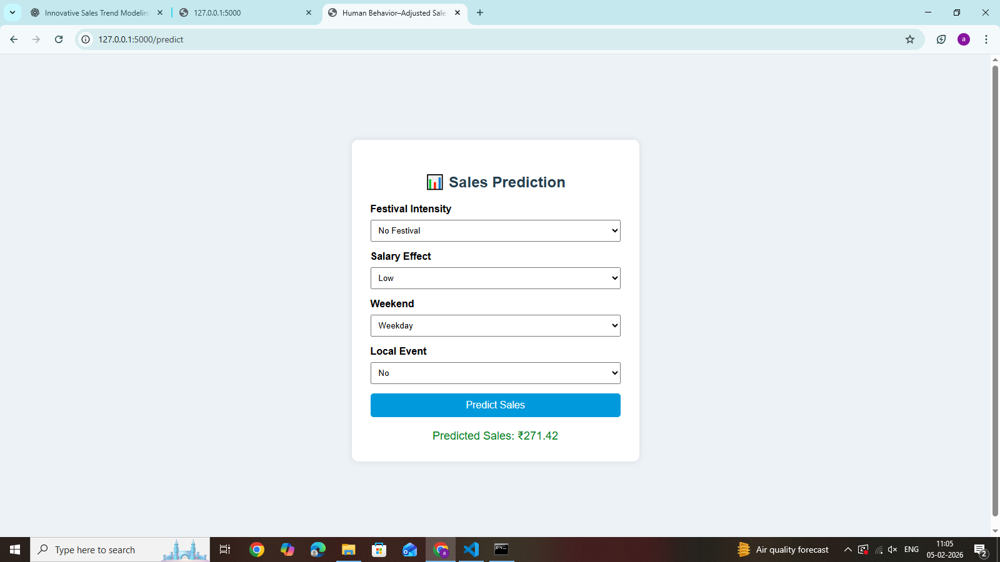 Innovative Sales Trend Modelin
127.0.0.1:5000
Human Behavior–Adjusted Sale
127.0.0.1:5000/predict
a
Sales Prediction
Festival Intensity
No Festival
Salary Effect
Low
Weekend
Weekday
Local Event
No
Predict Sales
Predicted Sales: ₹271.42
Type here to search
a
Air quality forecast
ENG
11:05
05-02-2026
2